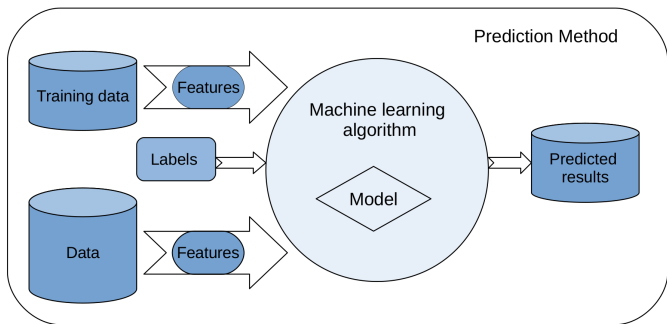 Prediction Method
Training data
Features
Machine learning
algorithm
Labels
Predicted
results
Model
Data
Features